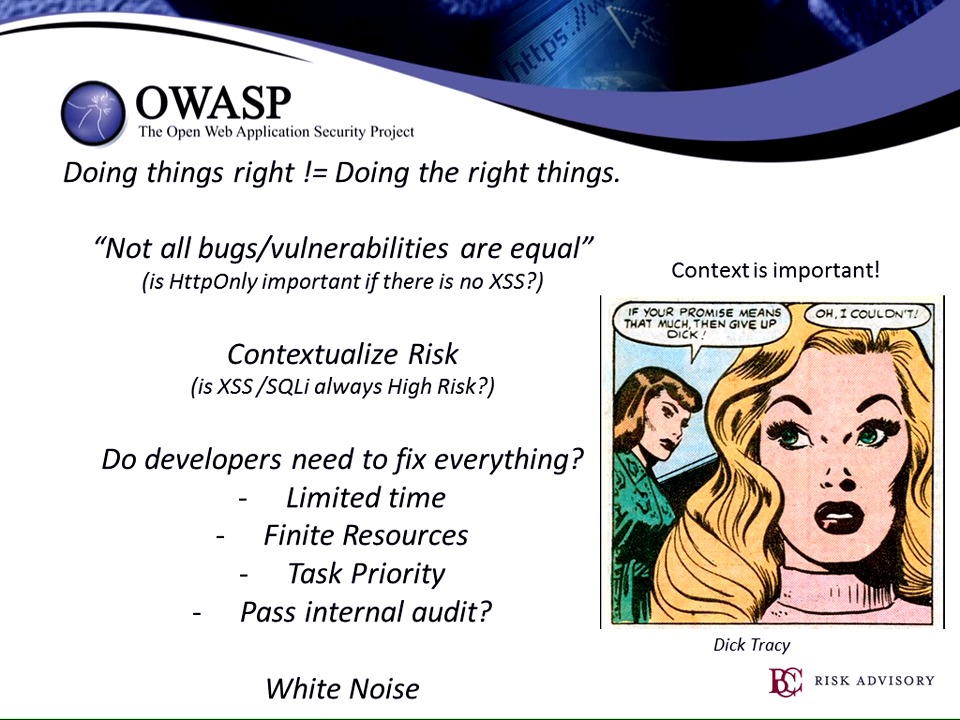 https://w
OWASP
The Open Web Application Security Project
Doing things right != Doing the right things.
“Not all bugs/vulnerabilities are equal”
(is HttpOnly important if there is no XSS?)
Contextualize Risk
(is XSS /SQLi always High Risk?)
Do developers need to fix everything?
- Limited time
- Finite Resources
- Task Priority
- Pass internal audit?
White Noise
Context is important!
IF YOUR PROMISE MEANS
THAT MUCH, THEN GIVE UP
DICK!
OH, I COULDN'T!
Dick Tracy
BC RISK ADVISORY